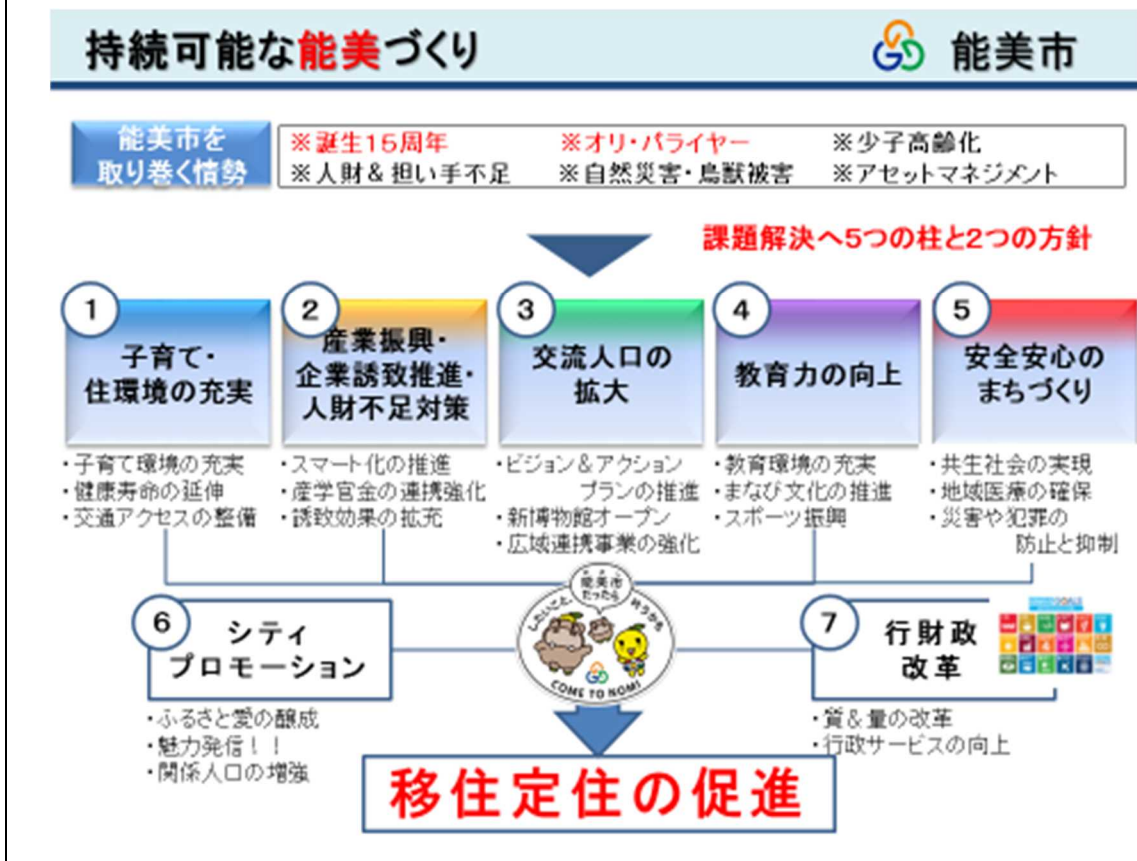 持続可能な能美づくり
能美市
能美市を
取り巻く情勢
※誕生15周年 ※オリ・パライヤー ※少子高齢化
※人財&担い手不足 ※自然災害・鳥獣被害 ※アセットマネジメント
課題解決へ5つの柱と2つの方針
1
子育て・
住環境の充実
・子育て環境の充実
・健康寿命の延伸
・交通アクセスの整備
2
産業振興・
企業誘致推進・
人財不足対策
・スマート化の推進
・産学官金の連携強化
・誘致効果の拡充
3
交流人口の
拡大
・ビジョン&アクション
プランの推進
・新博物館オープン
・広域連携事業の強化
4
教育力の向上
・教育環境の充実
・まなび文化の推進
・スポーツ振興
5
安全安心の
まちづくり
・共生社会の実現
・地域医療の確保
・災害や犯罪の
防止と抑制
6
シティ
プロモーション
・ふるさと愛の醸成
・魅力発信!!
・関係人口の増強
したいこと、
能美市
だったら
叶うかも
COME TO NOMI
7
行財政
改革
・質&量の改革
・行政サービスの向上
移住定住の促進